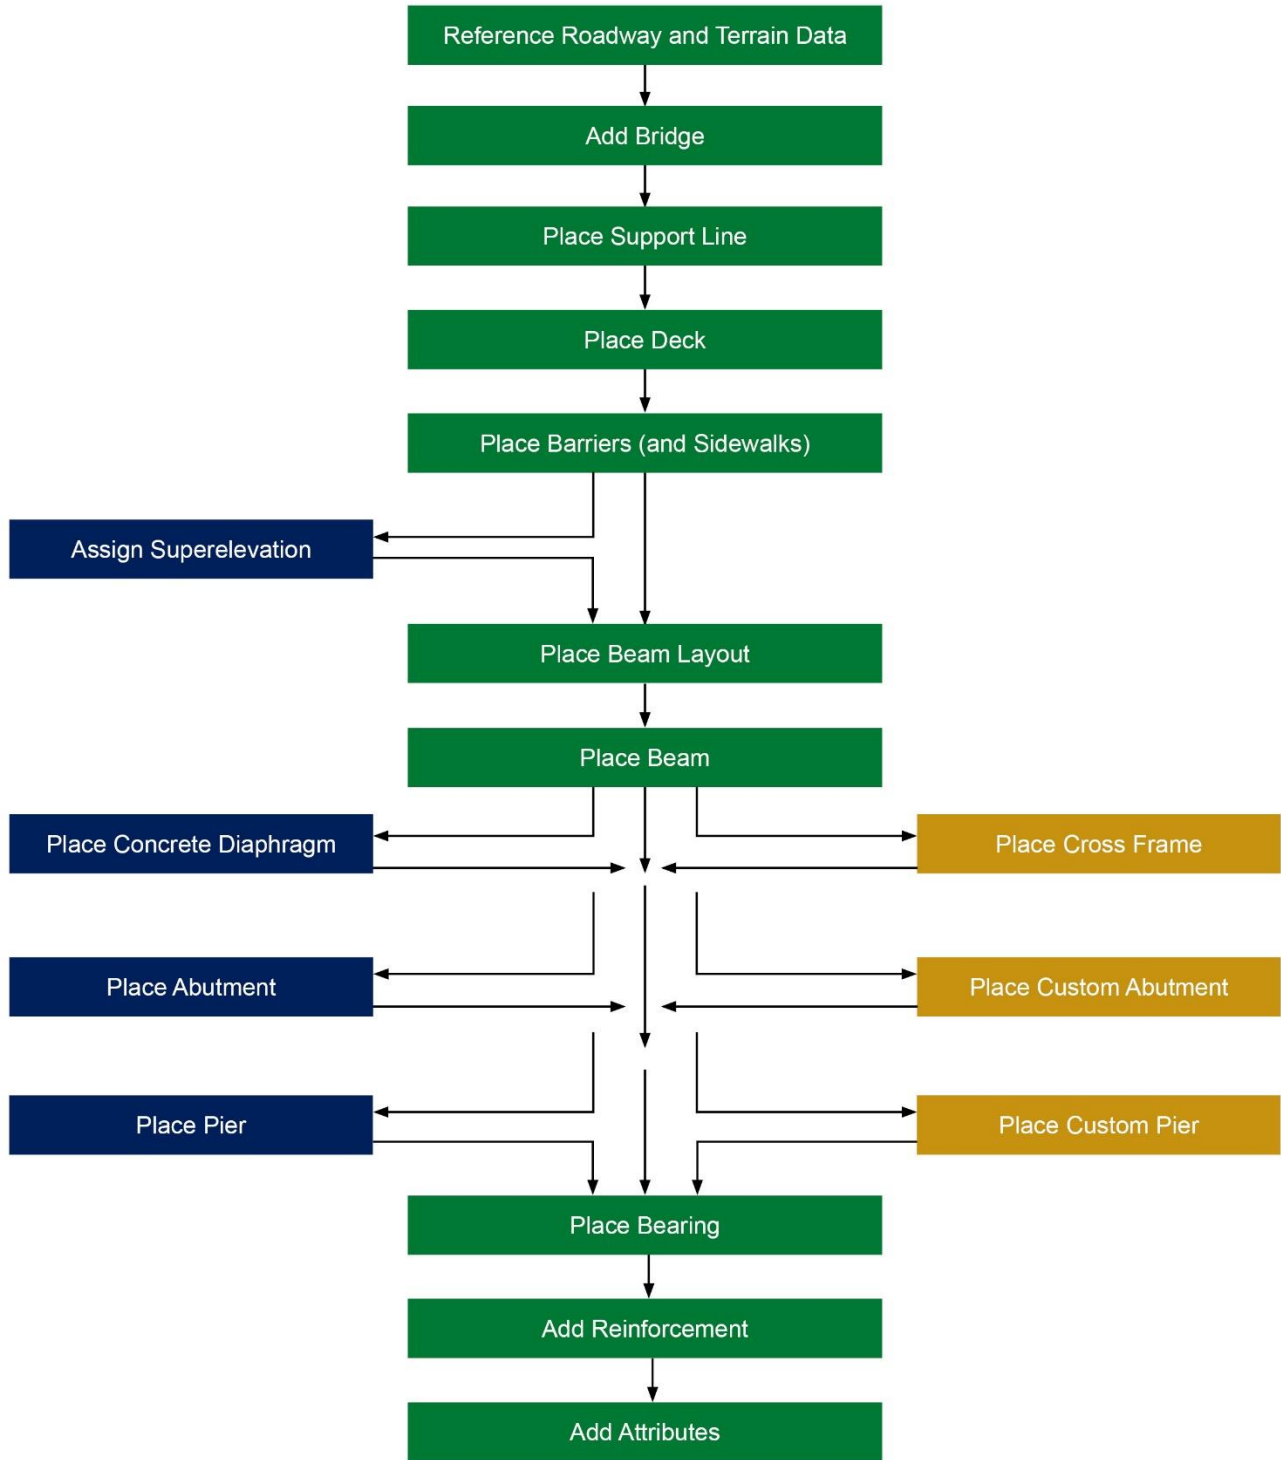 Reference Roadway and Terrain Data
Add Bridge
Place Support Line
Place Deck
Place Barriers (and Sidewalks)
Assign Superelevation
Place Beam Layout
Place Beam
Place Concrete Diaphragm
Place Cross Frame
Place Abutment
Place Custom Abutment
Place Pier
Place Custom Pier
Place Bearing
Add Reinforcement
Add Attributes